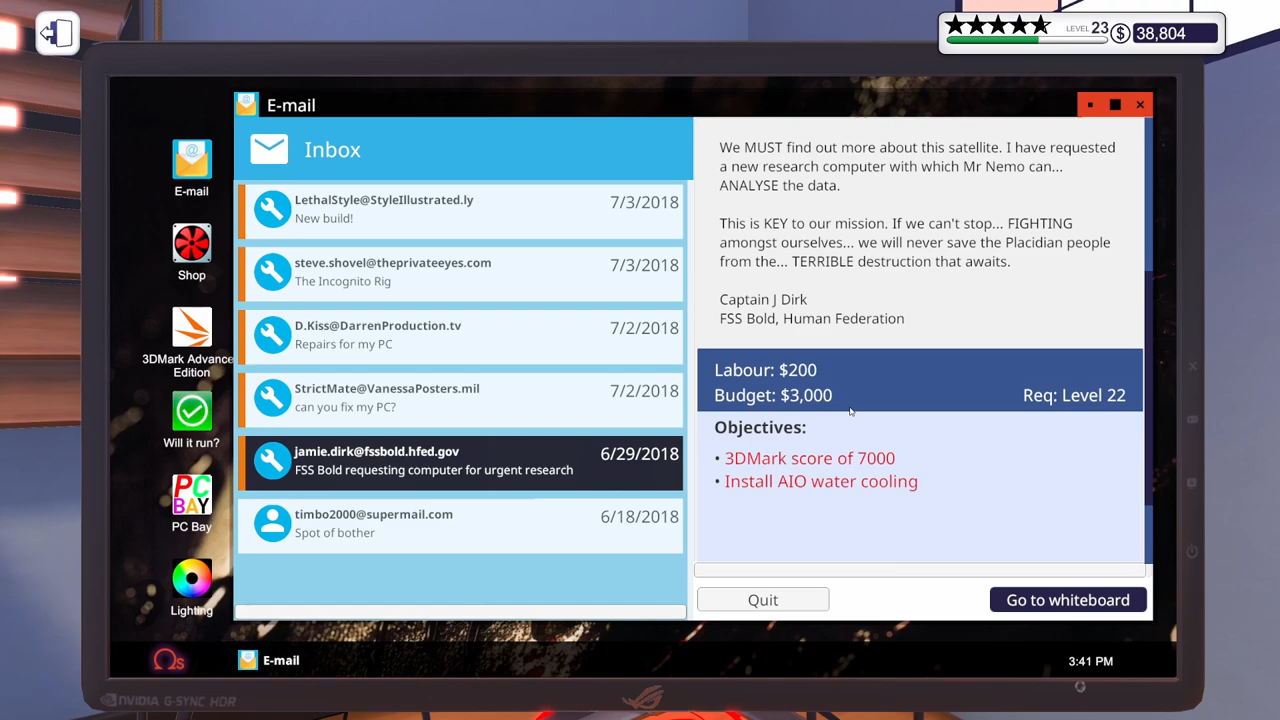 LEVEL 23 $ 38,804
E-mail
Inbox
LethalStyle@StyleIllustrated.ly 7/3/2018
New build!
steve.shovel@theprivateeyes.com 7/3/2018
The Incognito Rig
D.Kiss@DarrenProduction.tv 7/2/2018
Repairs for my PC
StrictMate@VanessaPosters.mil 7/2/2018
can you fix my PC?
jamie.dirk@fssbold.hfed.gov 6/29/2018
FSS Bold requesting computer for urgent research
timbo2000@supermail.com 6/18/2018
Spot of bother
We MUST find out more about this satellite. I have requested
a new research computer with which Mr Nemo can...
ANALYSE the data.
This is KEY to our mission. If we can't stop... FIGHTING
amongst ourselves... we will never save the Placidian people
from the... TERRIBLE destruction that awaits.
Captain J Dirk
FSS Bold, Human Federation
Labour: $200
Budget: $3,000 Req: Level 22
Objectives:
• 3DMark score of 7000
• Install AIO water cooling
Quit Go to whiteboard
E-mail
Shop
3DMark Advance
Edition
Will it run?
PC
BAY
PC Bay
Lighting
Ωs E-mail 3:41 PM
NVIDIA G-SYNC HDR